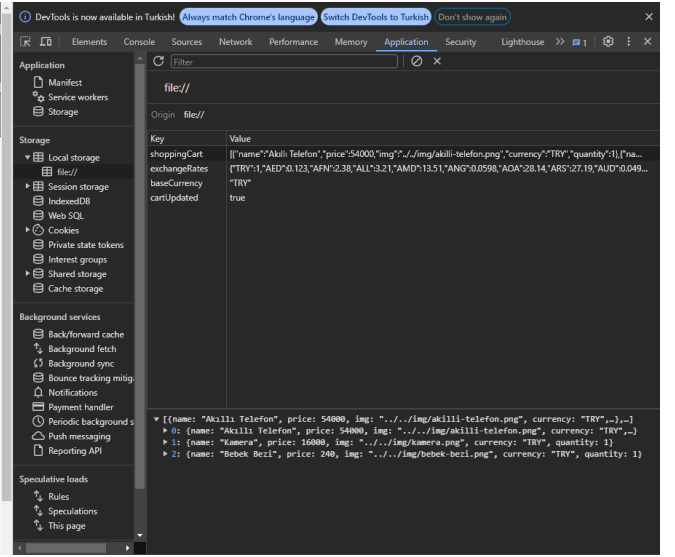 DevTools is now available in Turkish! Always match Chrome's language Switch DevTools to Turkish Don't show again
Elements Console Sources Network Performance Memory Application Security Lighthouse 1
Application
Manifest
Service workers
Storage
Storage
Local storage
file://
Session storage
IndexedDB
Web SQL
Cookies
Private state tokens
Interest groups
Shared storage
Cache storage
Background services
Back/forward cache
Background fetch
Background sync
Bounce tracking mitig
Notifications
Payment handler
Periodic background s
Push messaging
Reporting API
Speculative loads
Rules
Speculations
This page
Filter
file://
Origin file://
Key Value
shoppingCart [{"name":"Akıllı Telefon","price":54000,"img":"../../img/akilli-telefon.png","currency":"TRY","quantity":1},{"na...
exchangeRates {"TRY":1,"AED":0.123,"AFN":2.38,"ALL":3.21,"AMD":13.51,"ANG":0.0598,"AOA":28.14,"ARS":27.19,"AUD":0.049...
baseCurrency "TRY"
cartUpdated true
[{name: "Akıllı Telefon", price: 54000, img: "../../img/akilli-telefon.png", currency: "TRY",…},…]
0: {name: "Akıllı Telefon", price: 54000, img: "../../img/akilli-telefon.png", currency: "TRY",…}
1: {name: "Kamera", price: 16000, img: "../../img/kamera.png", currency: "TRY", quantity: 1}
2: {name: "Bebek Bezi", price: 240, img: "../../img/bebek-bezi.png", currency: "TRY", quantity: 1}